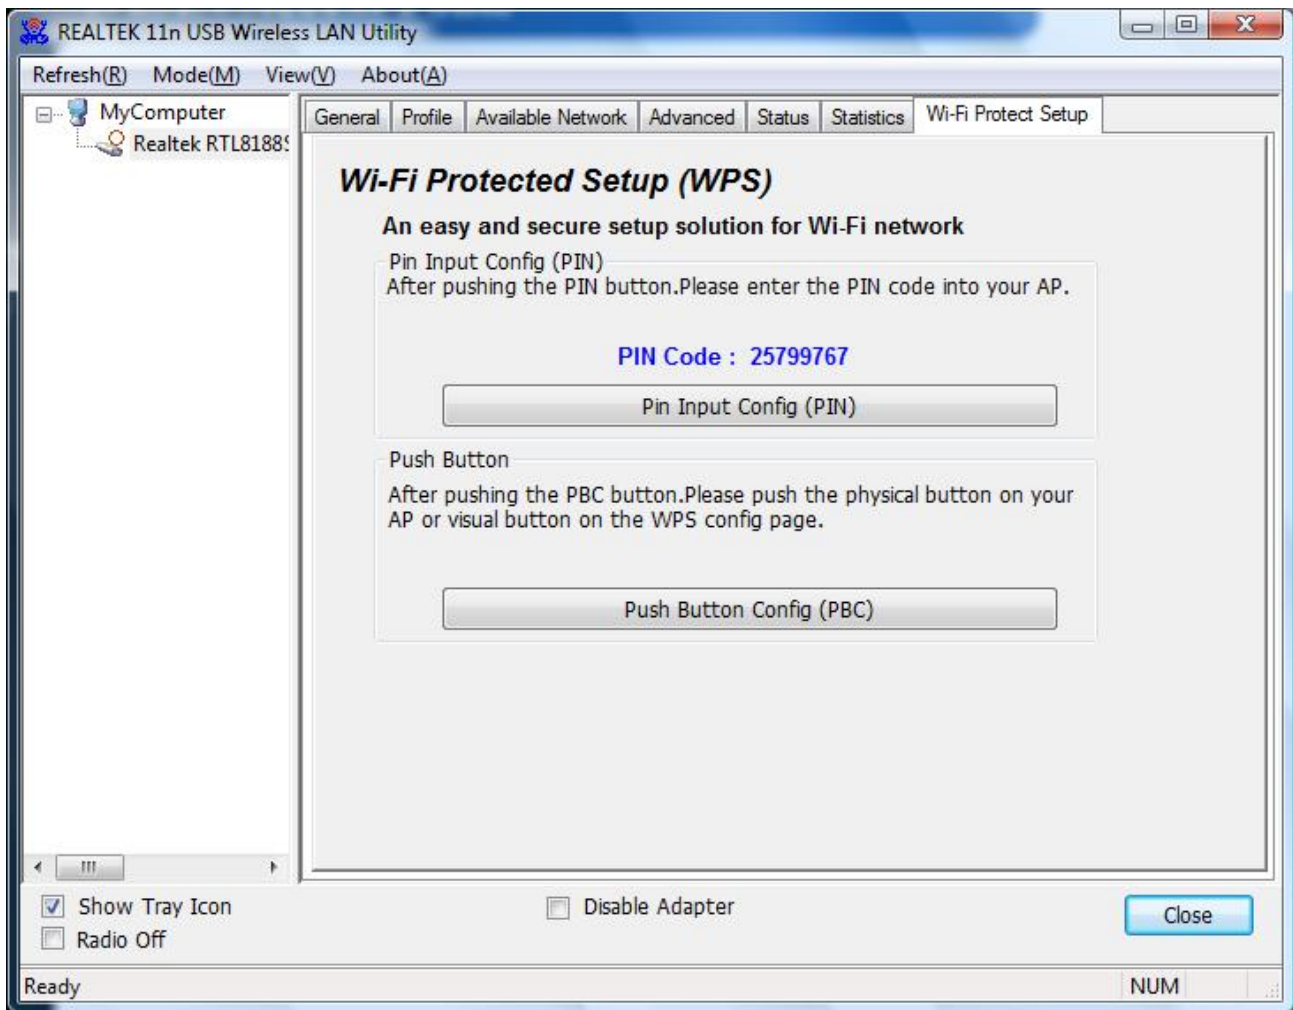 REALTEK 11n USB Wireless LAN Utility
Refresh(R) Mode(M) View(V) About(A)
MyComputer
Realtek RTL8188S
General Profile Available Network Advanced Status Statistics Wi-Fi Protect Setup
Wi-Fi Protected Setup (WPS)
An easy and secure setup solution for Wi-Fi network
Pin Input Config (PIN)
After pushing the PIN button.Please enter the PIN code into your AP.
PIN Code : 25799767
Pin Input Config (PIN)
Push Button
After pushing the PBC button.Please push the physical button on your
AP or visual button on the WPS config page.
Push Button Config (PBC)
Show Tray Icon
Disable Adapter
Radio Off
Close
Ready
NUM